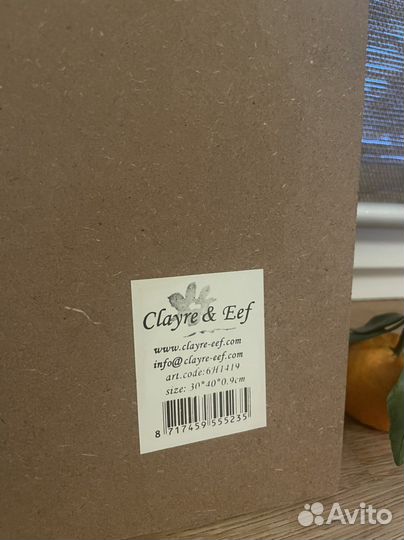 Clayre & Eef
www.clayre-eef.com
info@clayre-eef.com
art.code:6H1419
size: 30*40*0.9cm
8 717459 555235
Avito